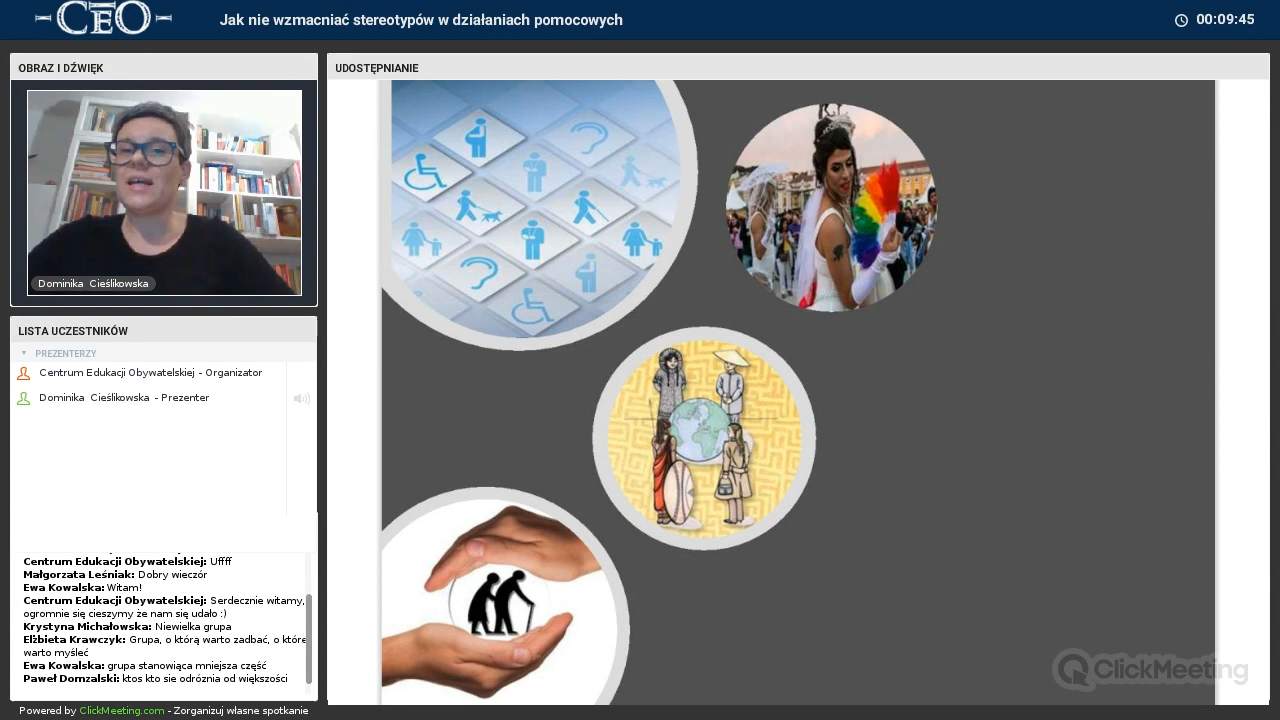 CEO
Jak nie wzmacniać stereotypów w działaniach pomocowych
00:09:45
OBRAZ I DŹWIĘK
Dominika Cieślikowska
LISTA UCZESTNIKÓW
PREZENTERZY
Centrum Edukacji Obywatelskiej - Organizator
Dominika Cieślikowska - Prezenter
Centrum Edukacji Obywatelskiej: Uffff
Małgorzata Leśniak: Dobry wieczór
Ewa Kowalska: Witam!
Centrum Edukacji Obywatelskiej: Serdecznie witamy,
ogromnie się cieszymy że nam się udało :)
Krystyna Michałowska: Niewielka grupa
Elżbieta Krawczyk: Grupa, o którą warto zadbać, o które
warto myśleć
Ewa Kowalska: grupa stanowiąca mniejsza część
Paweł Domzalski: ktos kto sie odróznia od większości
Powered by ClickMeeting.com - Zorganizuj własne spotkanie
UDOSTĘPNIANIE
ClickMeeting